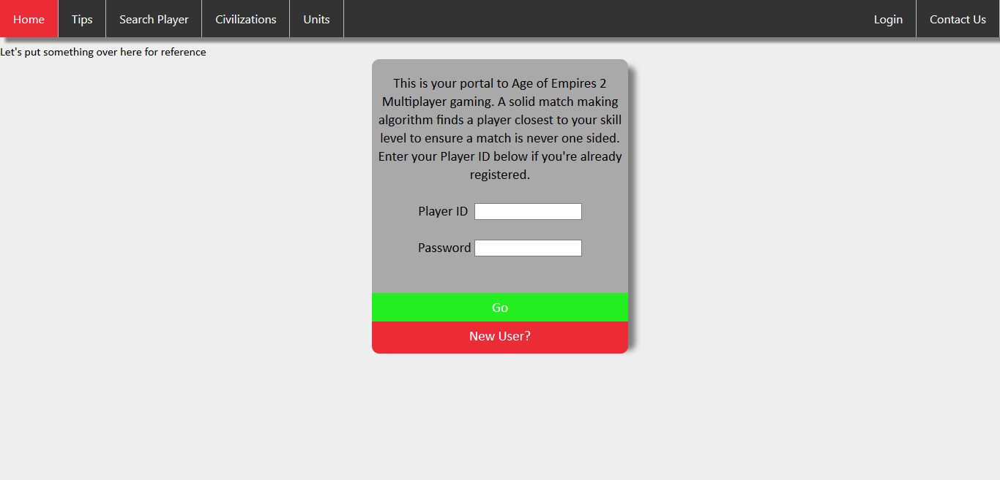 Home Tips Search Player Civilizations Units Login Contact Us
Let's put something over here for reference
This is your portal to Age of Empires 2
Multiplayer gaming. A solid match making
algorithm finds a player closest to your skill
level to ensure a match is never one sided.
Enter your Player ID below if you're already
registered.
Player ID
Password
Go
New User?